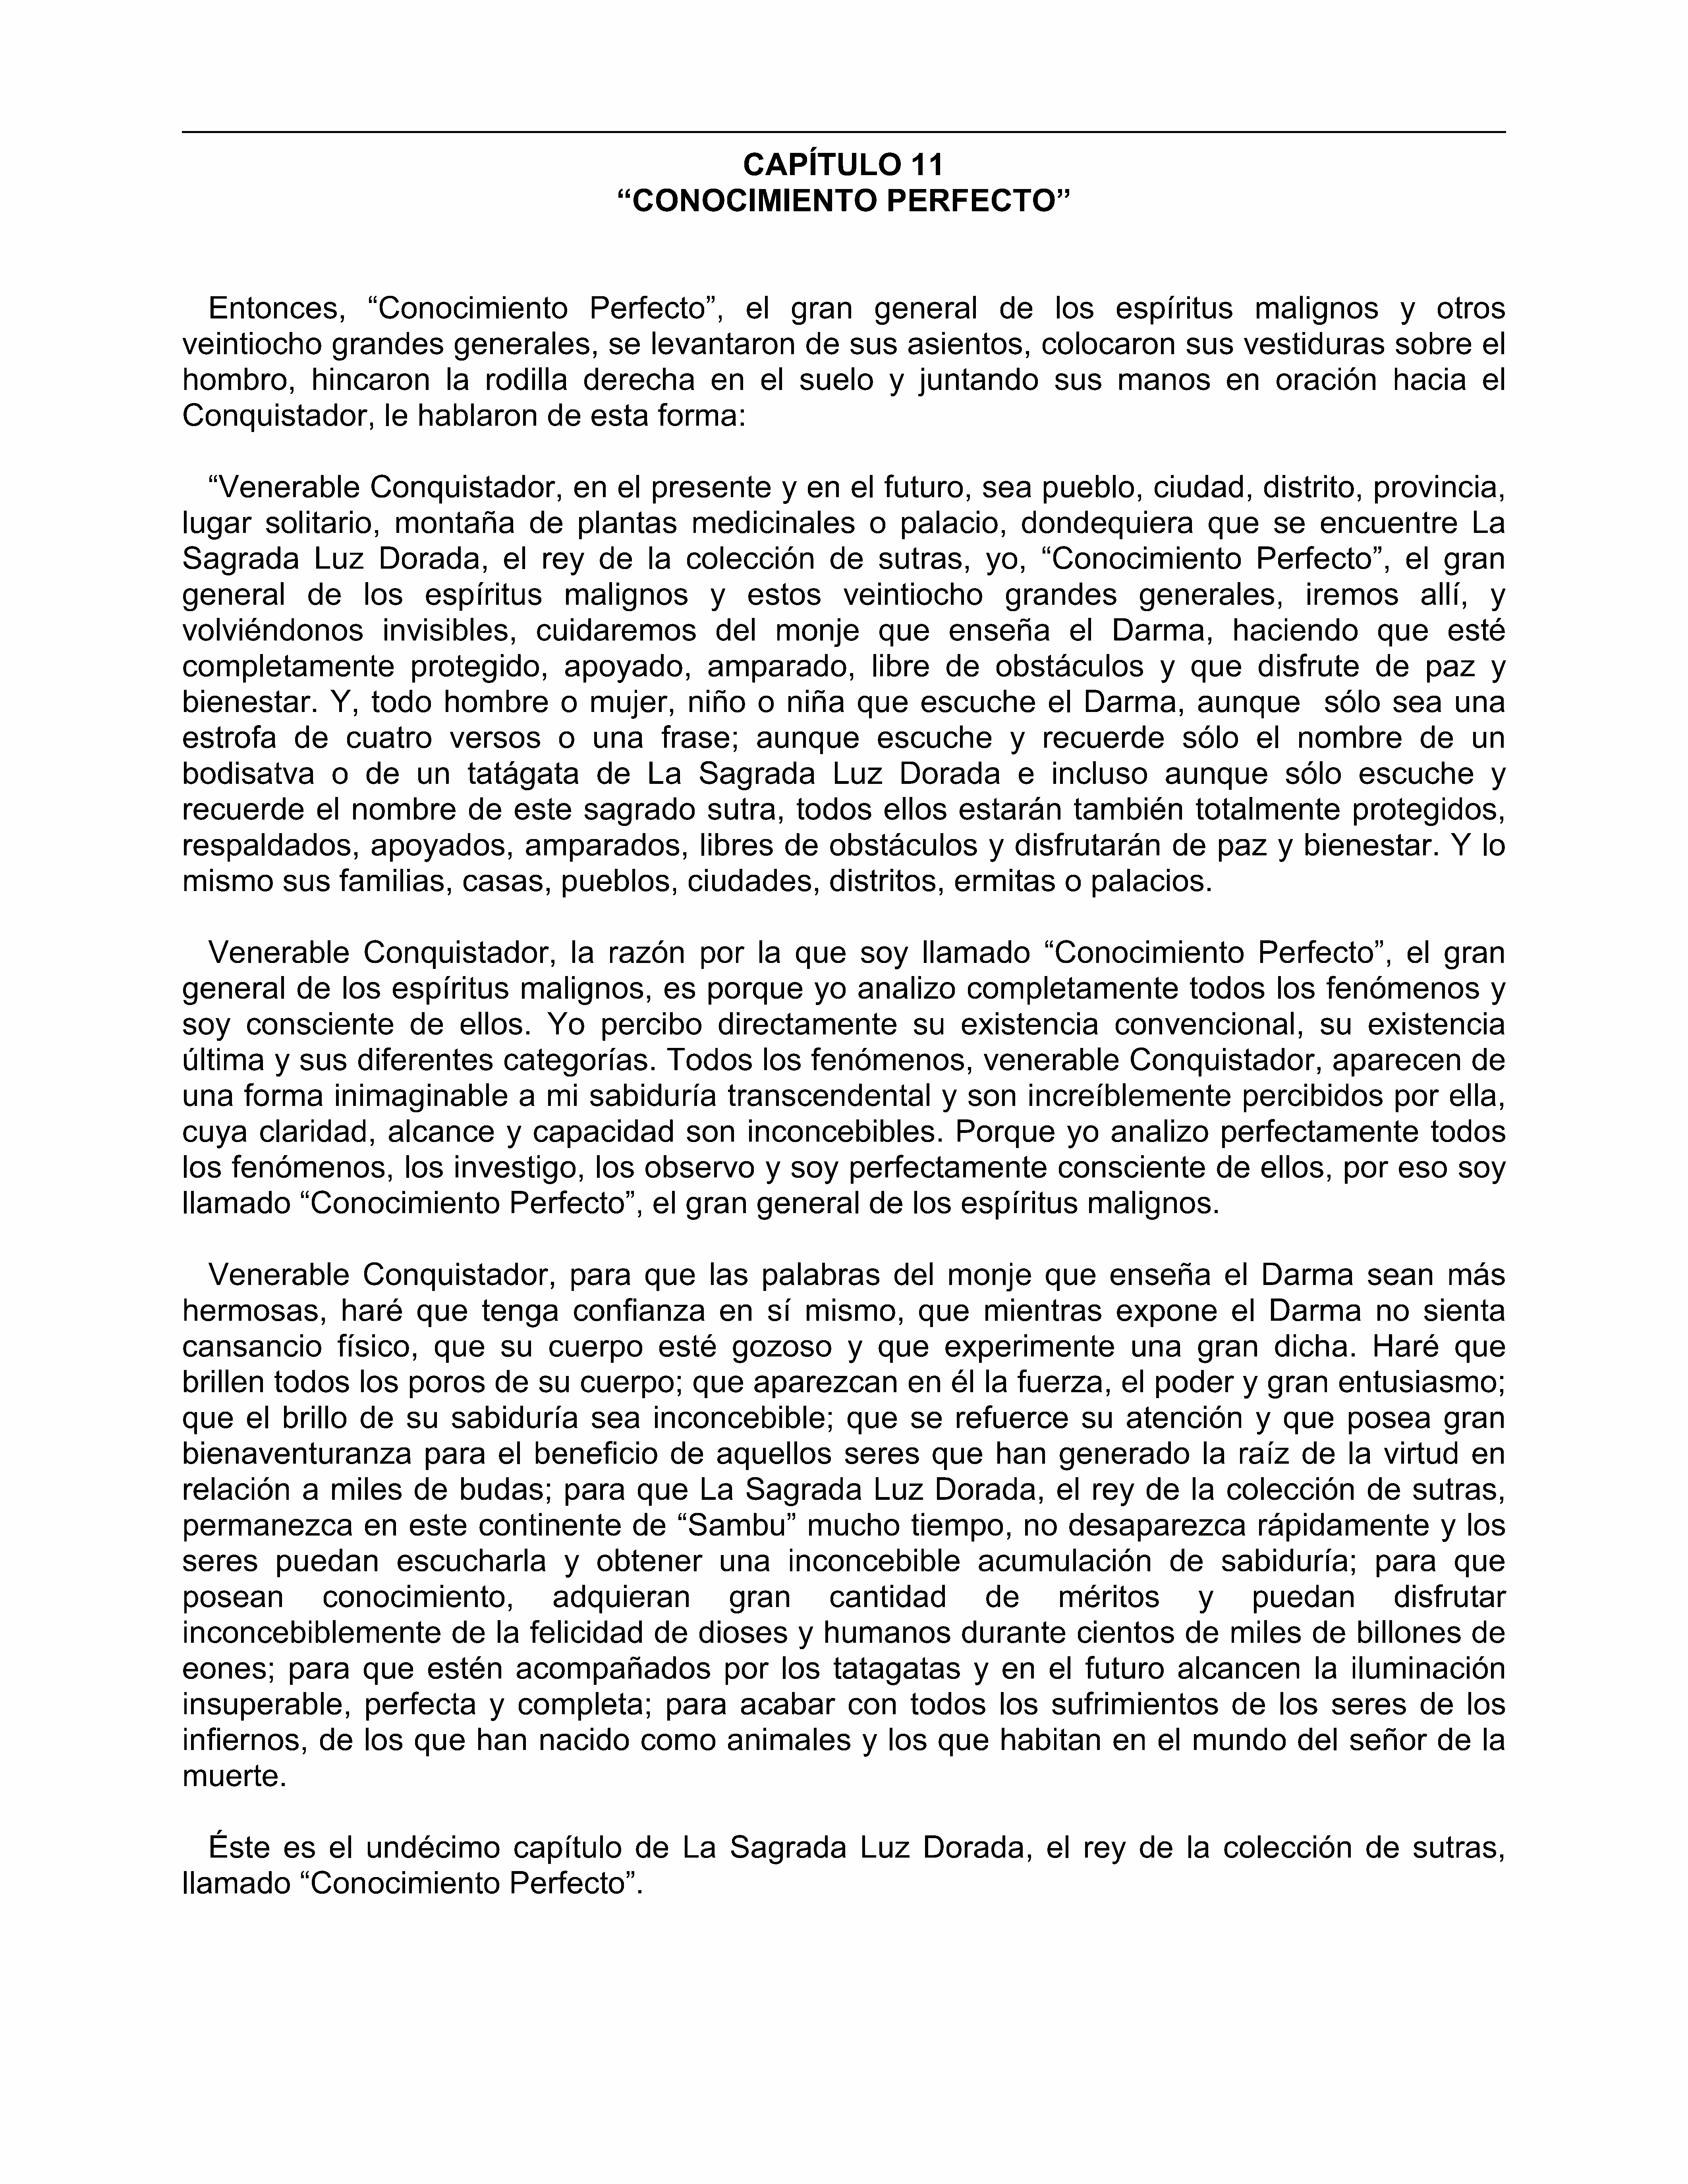 CAPÍTULO 11
“CONOCIMIENTO PERFECTO”
Entonces, “Conocimiento Perfecto”, el gran general de los espíritus malignos y otros
veintiocho grandes generales, se levantaron de sus asientos, colocaron sus vestiduras sobre el
hombro, hincaron la rodilla derecha en el suelo y juntando sus manos en oración hacia el
Conquistador, le hablaron de esta forma:
“Venerable Conquistador, en el presente y en el futuro, sea pueblo, ciudad, distrito, provincia,
lugar solitario, montaña de plantas medicinales o palacio, dondequiera que se encuentre La
Sagrada Luz Dorada, el rey de la colección de sutras, yo, “Conocimiento Perfecto”, el gran
general de los espíritus malignos y estos veintiocho grandes generales, iremos allí, y
volviéndonos invisibles, cuidaremos del monje que enseña el Darma, haciendo que esté
completamente protegido, apoyado, amparado, libre de obstáculos y que disfrute de paz y
bienestar. Y, todo hombre o mujer, niño o niña que escuche el Darma, aunque sólo sea una
estrofa de cuatro versos o una frase; aunque escuche y recuerde sólo el nombre de un
bodisatva o de un tatágata de La Sagrada Luz Dorada e incluso aunque sólo escuche y
recuerde el nombre de este sagrado sutra, todos ellos estarán también totalmente protegidos,
respaldados, apoyados, amparados, libres de obstáculos y disfrutarán de paz y bienestar. Y lo
mismo sus familias, casas, pueblos, ciudades, distritos, ermitas o palacios.
Venerable Conquistador, la razón por la que soy llamado “Conocimiento Perfecto”, el gran
general de los espíritus malignos, es porque yo analizo completamente todos los fenómenos y
soy consciente de ellos. Yo percibo directamente su existencia convencional, su existencia
última y sus diferentes categorías. Todos los fenómenos, venerable Conquistador, aparecen de
una forma inimaginable a mi sabiduría transcendental y son increíblemente percibidos por ella,
cuya claridad, alcance y capacidad son inconcebibles. Porque yo analizo perfectamente todos
los fenómenos, los investigo, los observo y soy perfectamente consciente de ellos, por eso soy
llamado “Conocimiento Perfecto”, el gran general de los espíritus malignos.
Venerable Conquistador, para que las palabras del monje que enseña el Darma sean más
hermosas, haré que tenga confianza en sí mismo, que mientras expone el Darma no sienta
cansancio físico, que su cuerpo esté gozoso y que experimente una gran dicha. Haré que
brillen todos los poros de su cuerpo; que aparezcan en él la fuerza, el poder y gran entusiasmo;
que el brillo de su sabiduría sea inconcebible; que se refuerce su atención y que posea gran
bienaventuranza para el beneficio de aquellos seres que han generado la raíz de la virtud en
relación a miles de budas; para que La Sagrada Luz Dorada, el rey de la colección de sutras,
permanezca en este continente de “Sambu” mucho tiempo, no desaparezca rápidamente y los
seres puedan escucharla y obtener una inconcebible acumulación de sabiduría; para que
posean conocimiento, adquieran gran cantidad de méritos y puedan disfrutar
inconcebiblemente de la felicidad de dioses y humanos durante cientos de miles de billones de
eones; para que estén acompañados por los tatagatas y en el futuro alcancen la iluminación
insuperable, perfecta y completa; para acabar con todos los sufrimientos de los seres de los
infiernos, de los que han nacido como animales y los que habitan en el mundo del señor de la
muerte.
Éste es el undécimo capítulo de La Sagrada Luz Dorada, el rey de la colección de sutras,
llamado “Conocimiento Perfecto”.